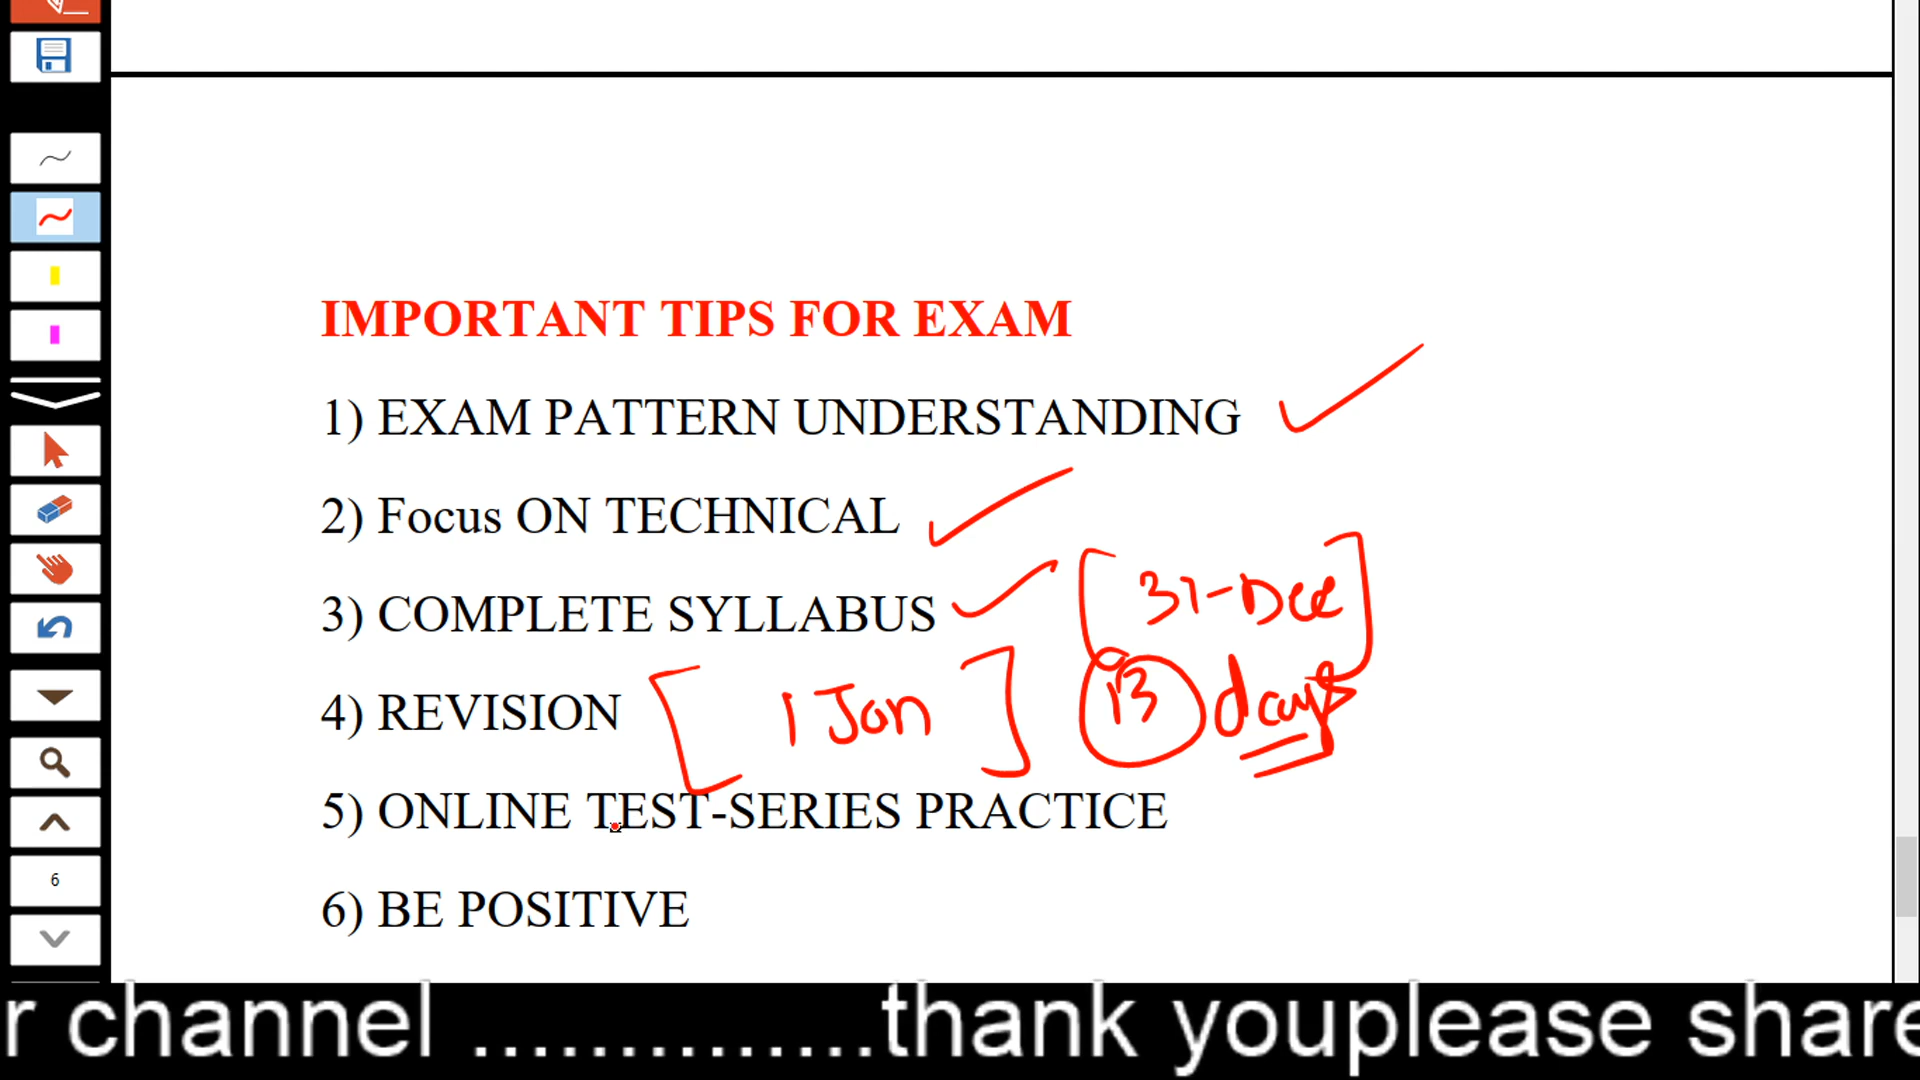 IMPORTANT TIPS FOR EXAM
1) EXAM PATTERN UNDERSTANDING
2) Focus ON TECHNICAL
3) COMPLETE SYLLABUS 31-Dec
4) REVISION 1 Jan 13 days
5) ONLINE TEST-SERIES PRACTICE
6
6) BE POSITIVE
r channel ..............thank youplease share